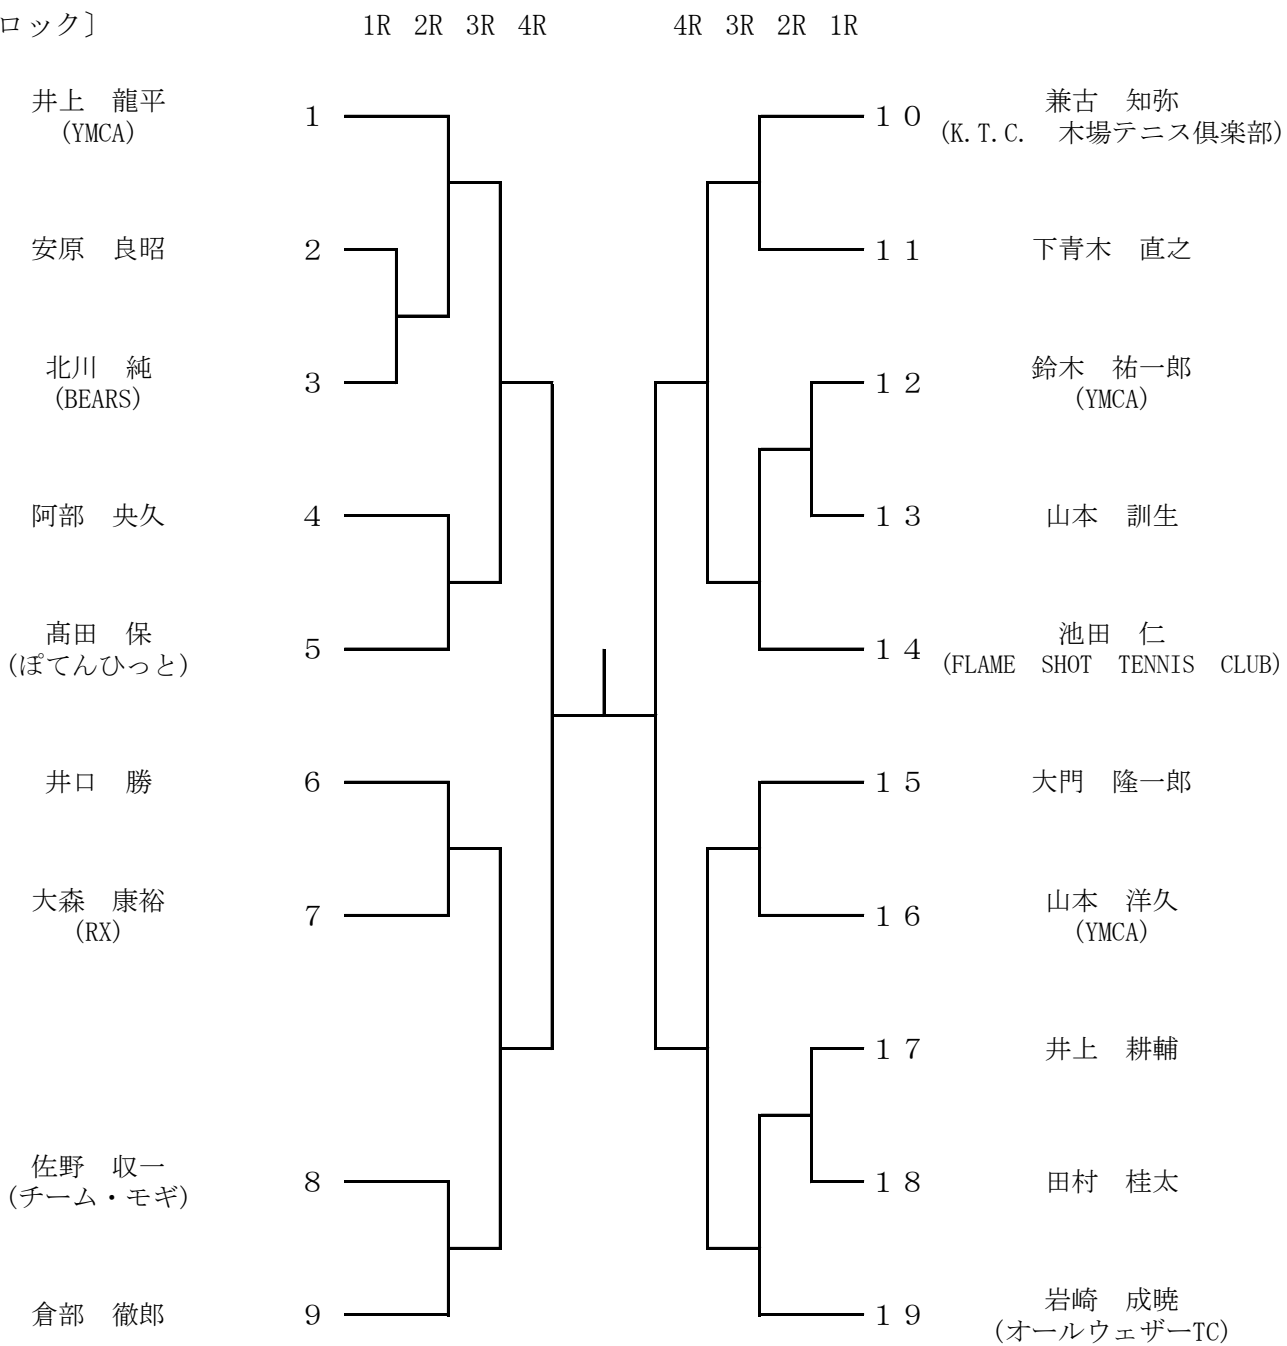 ロック〕
1R 2R 3R 4R 4R 3R 2R 1R
井上　龍平
(YMCA)
1
安原　良昭
2
北川　純
(BEARS)
3
阿部　央久
4
髙田　保
(ぽてんひっと)
5
井口　勝
6
大森　康裕
(RX)
7
佐野　収一
(チーム・モギ)
8
倉部　徹郎
9
10
兼古　知弥
(K.T.C.　木場テニス倶楽部)
11
下青木　直之
12
鈴木　祐一郎
(YMCA)
13
山本　訓生
14
池田　仁
(FLAME　SHOT　TENNIS　CLUB)
15
大門　隆一郎
16
山本　洋久
(YMCA)
17
井上　耕輔
18
田村　桂太
19
岩崎　成暁
(オールウェザーTC)